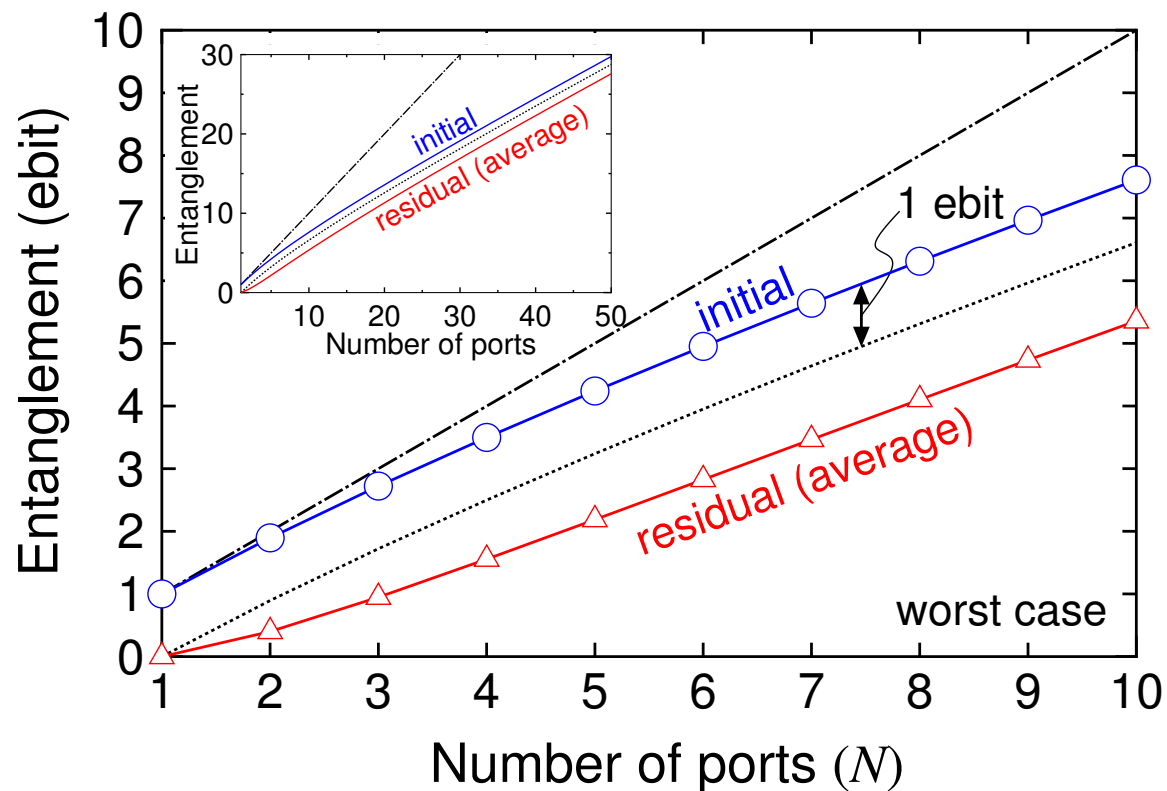 Entanglement (ebit)
10
9
8
7
6
5
4
3
2
1
0
1 2 3 4 5 6 7 8 9 10
Number of ports (N)
Entanglement
30
20
10
0
10 20 30 40 50
Number of ports
initial
residual (average)
1 ebit
initial
residual (average)
worst case